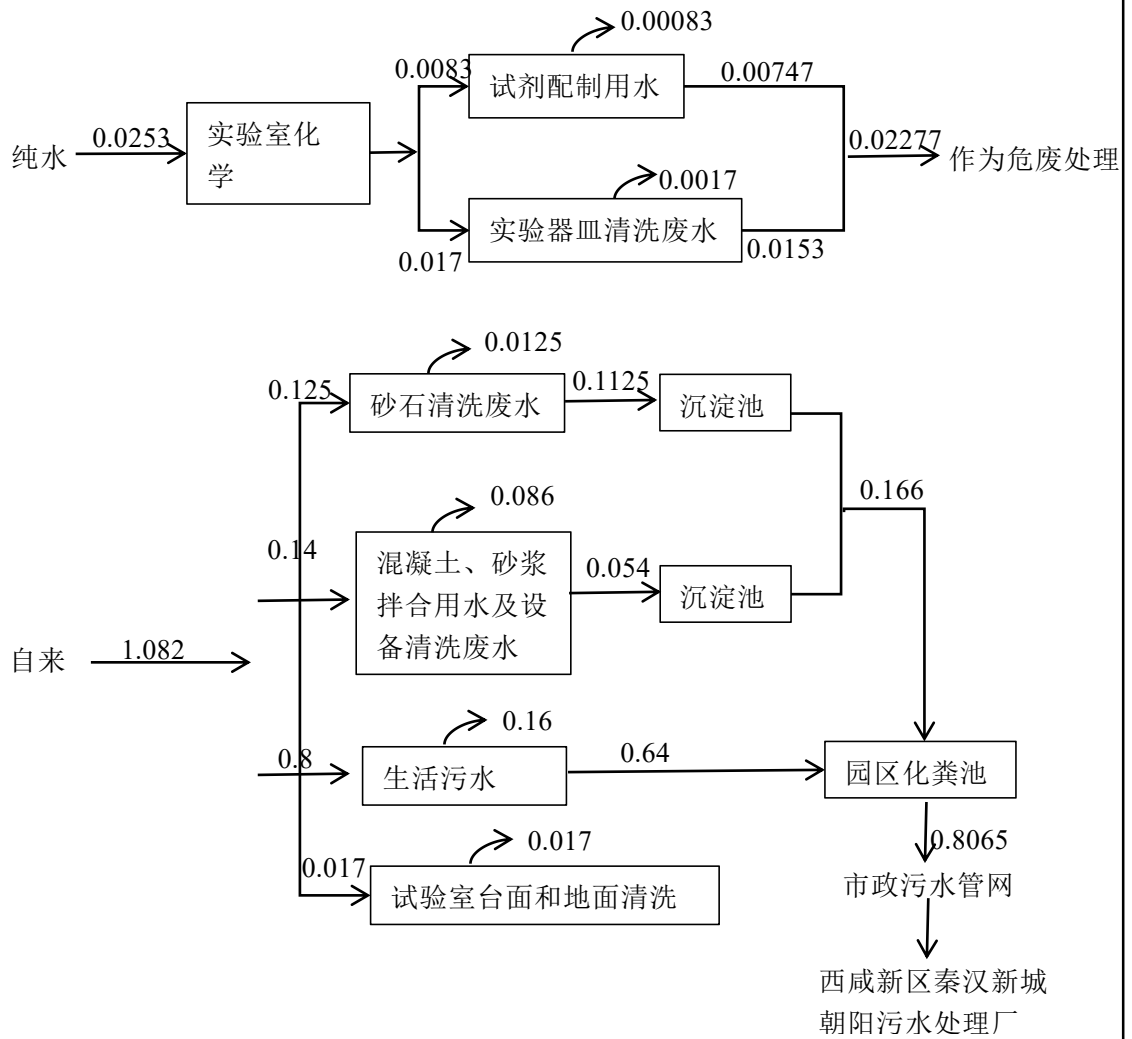 0.00083
0.0083
试剂配制用水
0.00747
纯水
0.0253
实验室化
学
0.02277
作为危废处理
0.0017
实验器皿清洗废水
0.017
0.0153
0.0125
0.125
砂石清洗废水
0.1125
沉淀池
0.166
0.086
0.14
混凝土、砂浆
拌合用水及设
备清洗废水
0.054
沉淀池
自来
1.082
0.16
0.8
生活污水
0.64
园区化粪池
0.017
0.017
试验室台面和地面清洗
0.8065
市政污水管网
西咸新区秦汉新城
朝阳污水处理厂